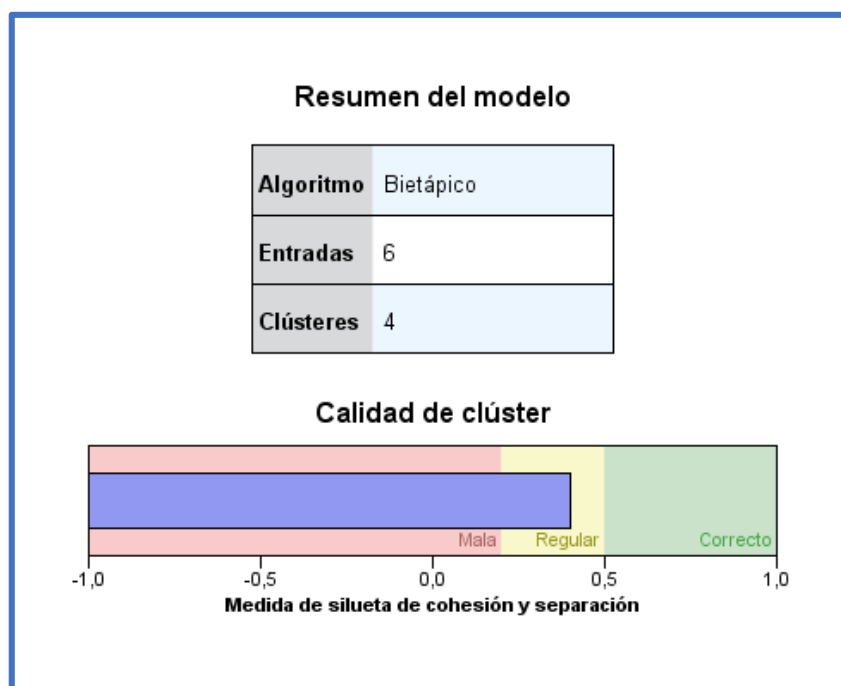 Resumen del modelo
Algoritmo Bietápico
Entradas 6
Clústeres 4
Calidad de clúster
Mala Regular Correcto
-1,0 -0,5 0,0 0,5 1,0
Medida de silueta de cohesión y separación